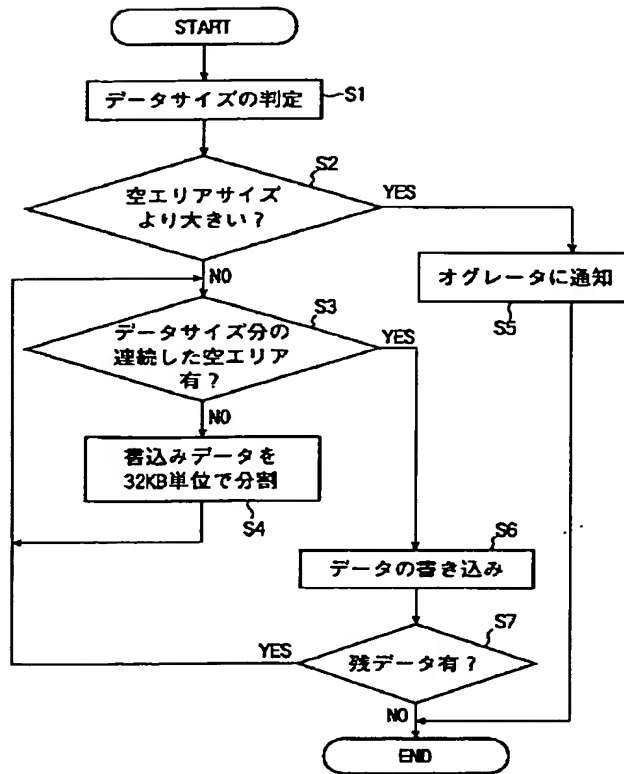 START
データサイズの判定
S1
S2
空エリアサイズ
より大きい?
YES
NO
オグレータに通知
S5
S3
データサイズ分の
連続した空エリア
有?
YES
NO
書込みデータを
32KB単位で分割
S4
S6
データの書き込み
S7
残データ有?
YES
NO
END